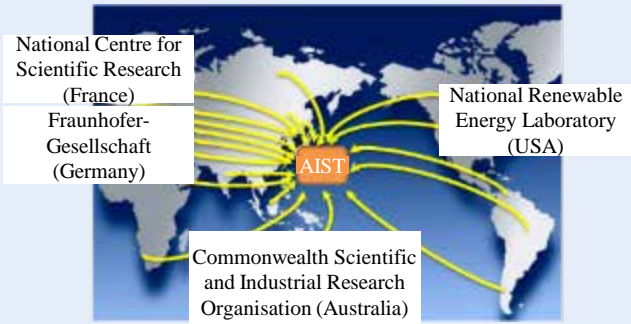 National Centre for
Scientific Research
(France)
Fraunhofer-
Gesellschaft
(Germany)
National Renewable
Energy Laboratory
(USA)
AIST
Commonwealth Scientific
and Industrial Research
Organisation (Australia)